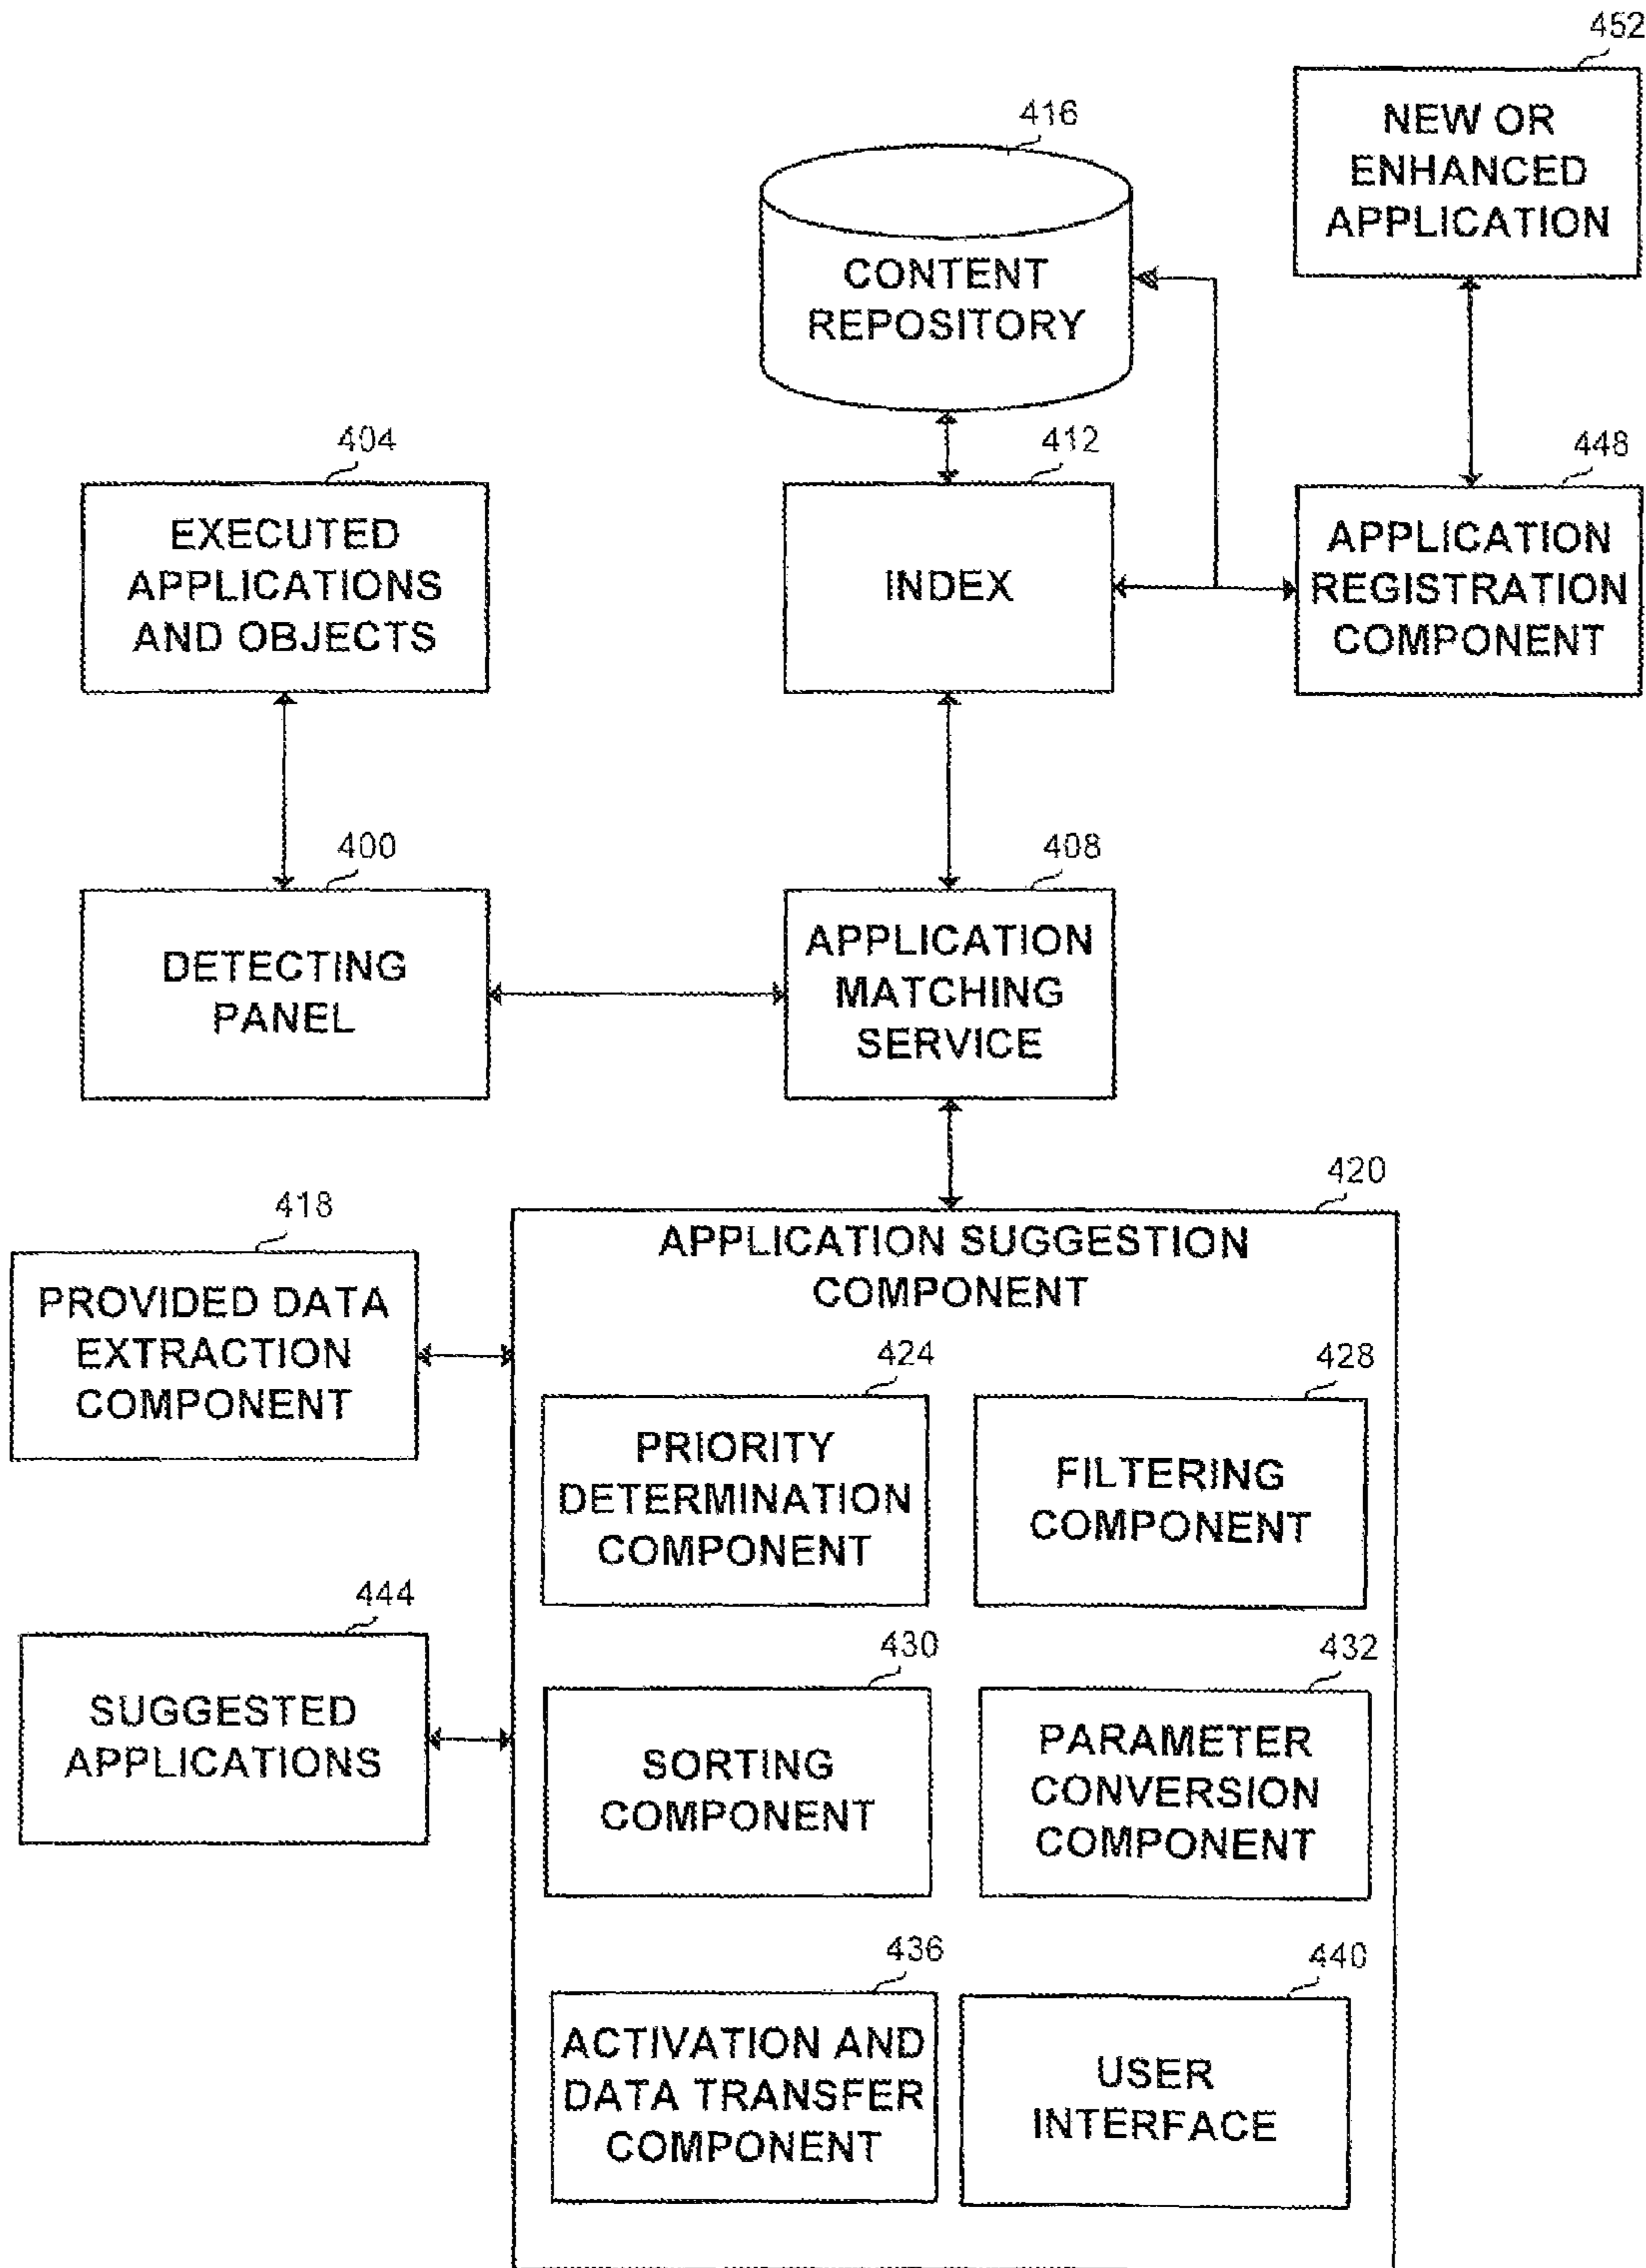 452
NEW OR
ENHANCED
APPLICATION
416
CONTENT
REPOSITORY
404
EXECUTED
APPLICATIONS
AND OBJECTS
412
INDEX
448
APPLICATION
REGISTRATION
COMPONENT
400
DETECTING
PANEL
408
APPLICATION
MATCHING
SERVICE
420
APPLICATION SUGGESTION
COMPONENT
418
PROVIDED DATA
EXTRACTION
COMPONENT
424
PRIORITY
DETERMINATION
COMPONENT
428
FILTERING
COMPONENT
444
SUGGESTED
APPLICATIONS
430
SORTING
COMPONENT
432
PARAMETER
CONVERSION
COMPONENT
436
ACTIVATION AND
DATA TRANSFER
COMPONENT
440
USER
INTERFACE